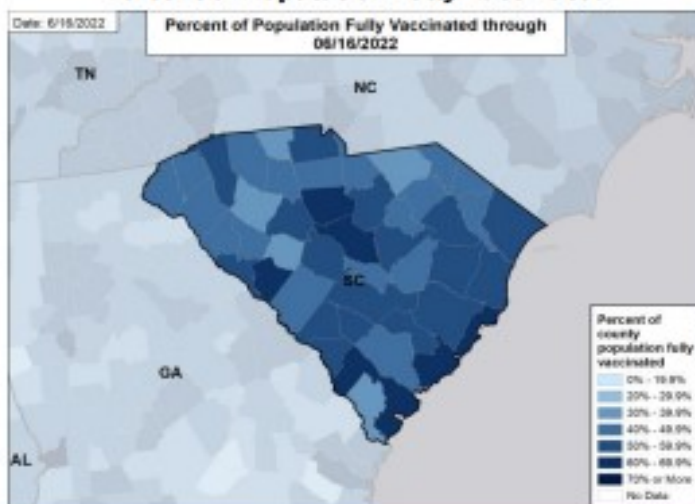 Date: 6/16/2022
Percent of Population Fully Vaccinated through
06/16/2022
TN
NC
SC
GA
AL
Percent of
county
population fully
vaccinated
0% - 19.9%
20% - 29.9%
30% - 39.9%
40% - 49.9%
50% - 59.9%
60% - 69.9%
70% or More
No Data